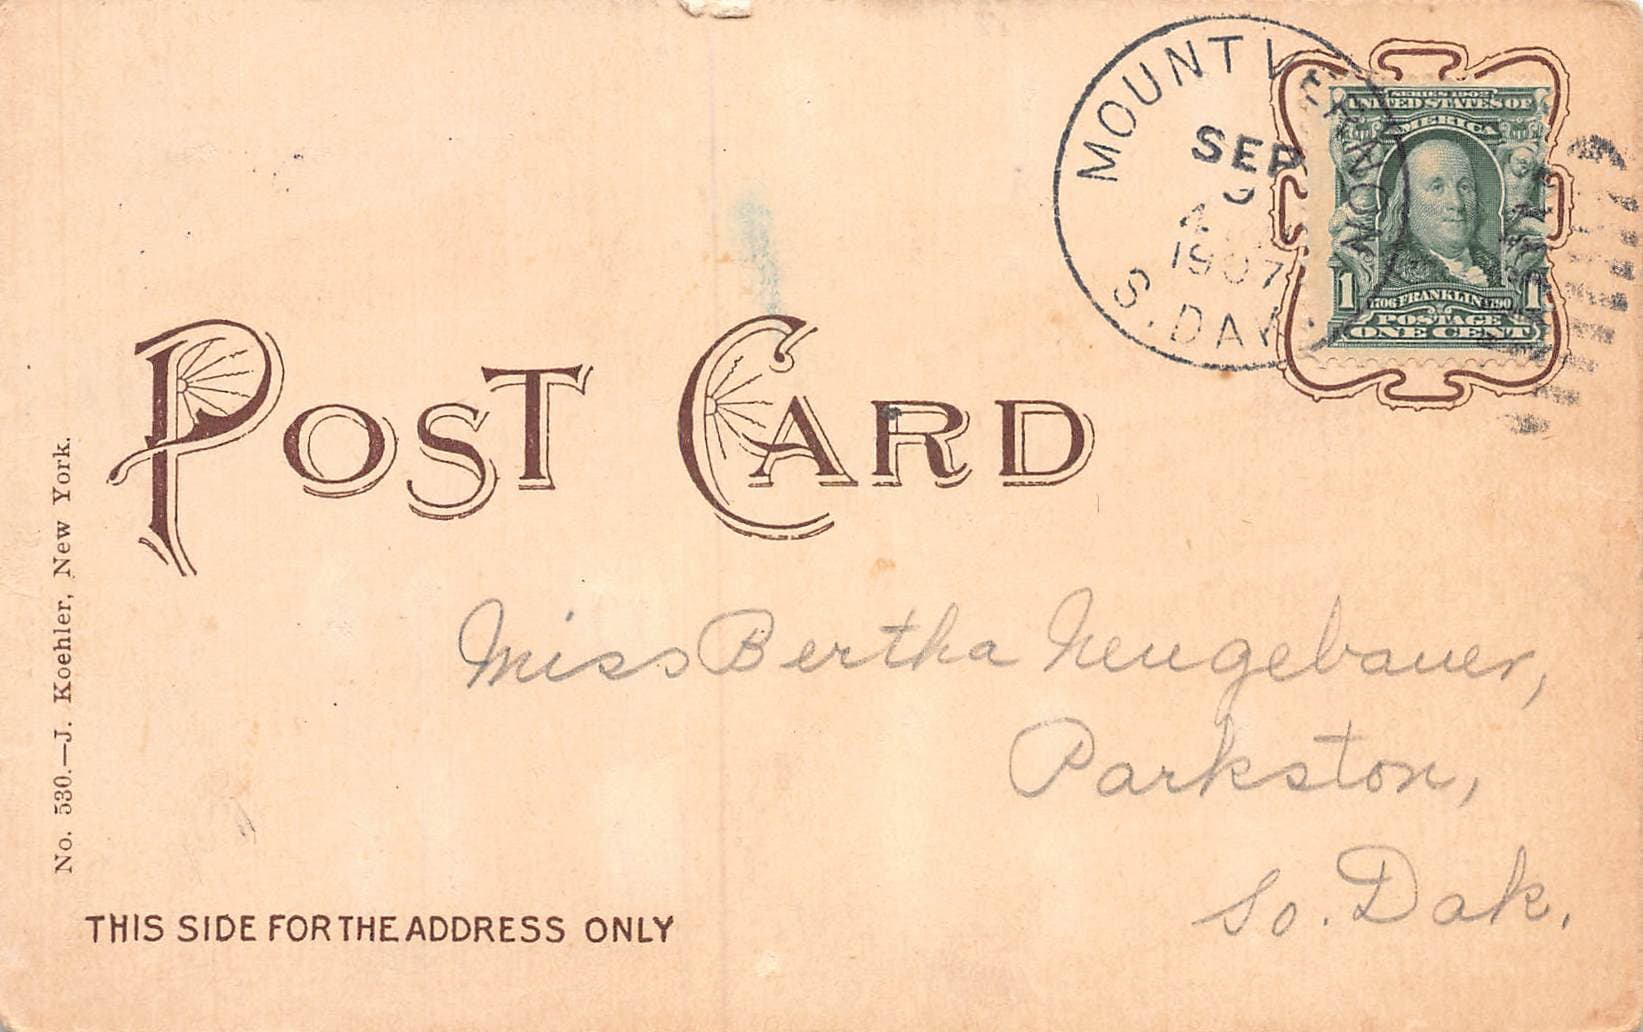 MOUNT VERNON
SEP
1907
S. DAK.
SERIES 1902
UNITED STATES OF
AMERICA
1 1706 FRANKLIN 1790 1
POSTAGE
ONE CENT
POST CARD
No. 530.—J. Koehler, New York.
Miss Bertha Neugebauer,
Parkston,
So. Dak.
THIS SIDE FOR THE ADDRESS ONLY